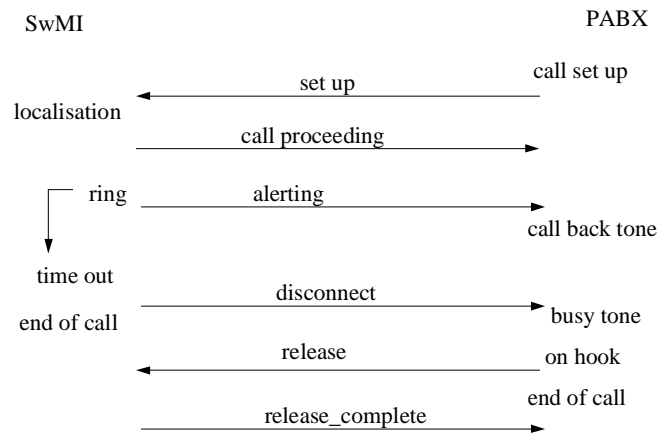 SwMI
PABX
call set up
set up
localisation
call proceeding
ring
alerting
call back tone
time out
disconnect
end of call
busy tone
release
on hook
end of call
release_complete